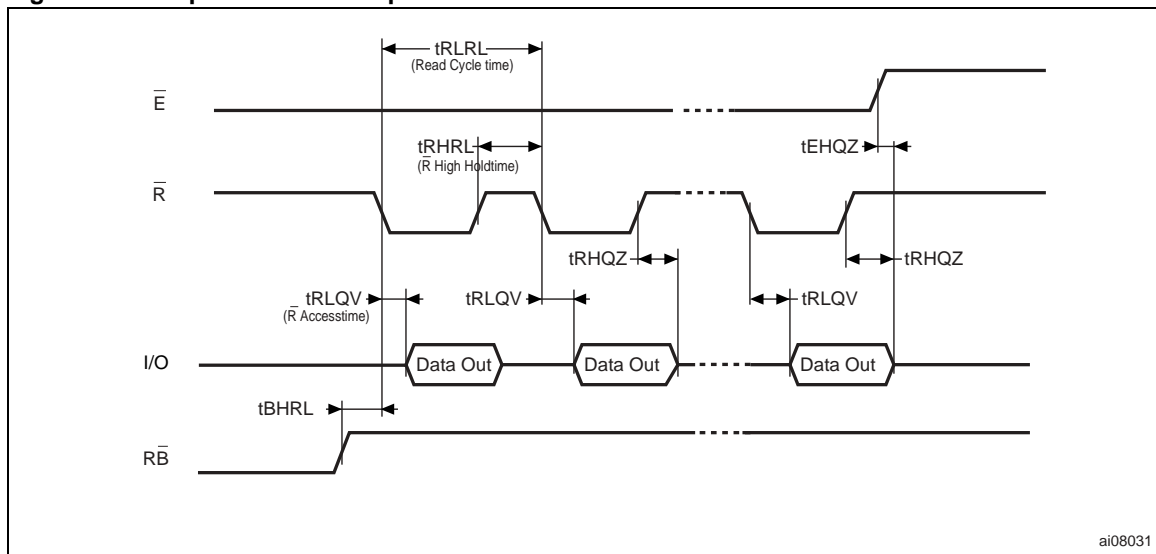 tRLRL
(Read Cycle time)
E̅
tRHRL
(R̅ High Holdtime)
tEHQZ
R̅
tRHQZ
tRHQZ
tRLQV
(R̅ Accesstime)
tRLQV
tRLQV
I/O
Data Out
Data Out
Data Out
tBHRL
RB̅
ai08031